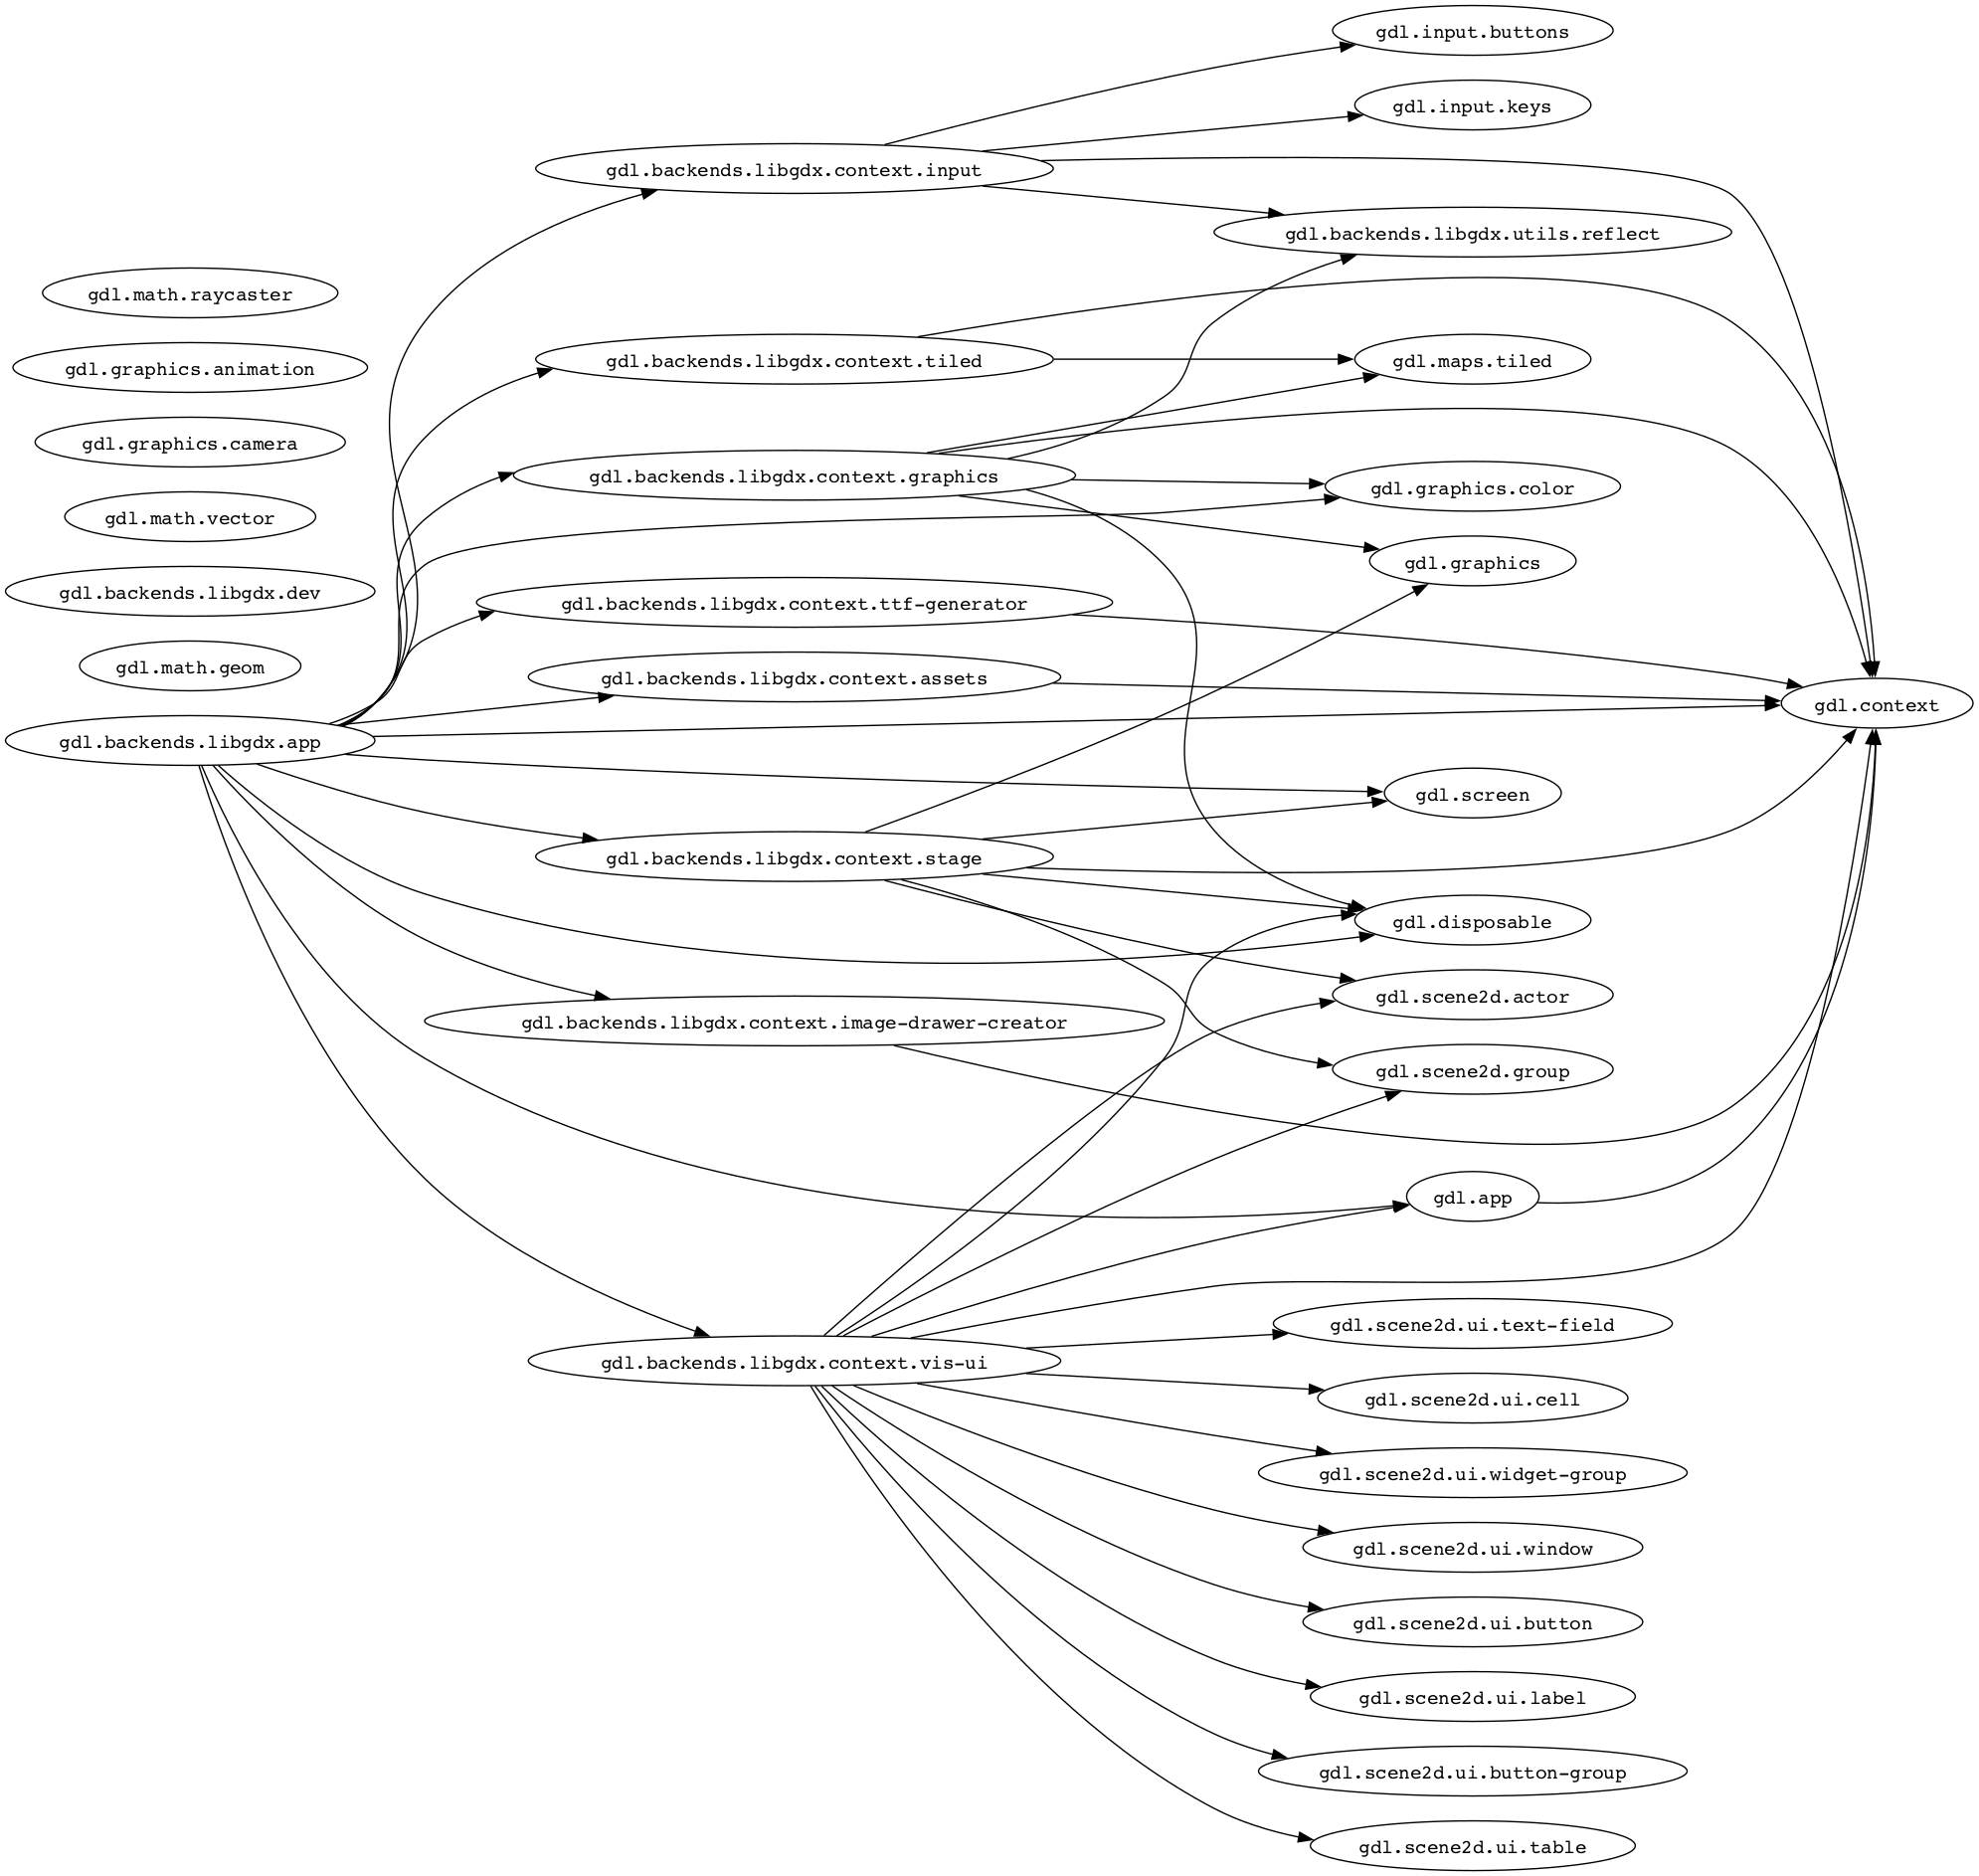 gdl.input.buttons
gdl.input.keys
gdl.backends.libgdx.context.input
gdl.backends.libgdx.utils.reflect
gdl.math.raycaster
gdl.backends.libgdx.context.tiled
gdl.maps.tiled
gdl.graphics.animation
gdl.graphics.camera
gdl.backends.libgdx.context.graphics
gdl.graphics.color
gdl.math.vector
gdl.graphics
gdl.backends.libgdx.dev
gdl.backends.libgdx.context.ttf-generator
gdl.math.geom
gdl.backends.libgdx.context.assets
gdl.context
gdl.backends.libgdx.app
gdl.screen
gdl.backends.libgdx.context.stage
gdl.disposable
gdl.scene2d.actor
gdl.backends.libgdx.context.image-drawer-creator
gdl.scene2d.group
gdl.app
gdl.scene2d.ui.text-field
gdl.backends.libgdx.context.vis-ui
gdl.scene2d.ui.cell
gdl.scene2d.ui.widget-group
gdl.scene2d.ui.window
gdl.scene2d.ui.button
gdl.scene2d.ui.label
gdl.scene2d.ui.button-group
gdl.scene2d.ui.table